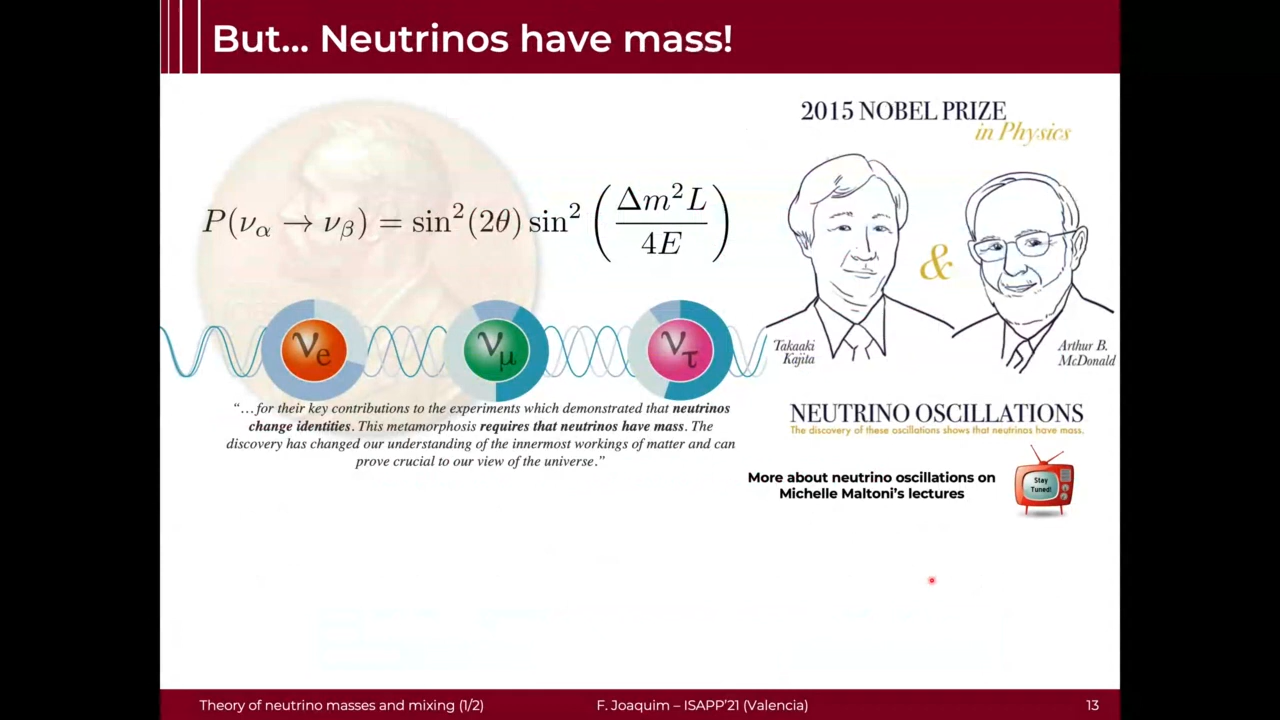 But... Neutrinos have mass!
2015 NOBEL PRIZE
in Physics
P(ν_α → ν_β) = sin²(2θ) sin² (Δm² L / 4E)
&
ν_e
ν_μ
ν_τ
Takaaki
Kajita
Arthur B.
McDonald
“…for their key contributions to the experiments which demonstrated that neutrinos
change identities. This metamorphosis requires that neutrinos have mass. The
discovery has changed our understanding of the innermost workings of matter and can
prove crucial to our view of the universe.”
NEUTRINO OSCILLATIONS
The discovery of these oscillations shows that neutrinos have mass.
More about neutrino oscillations on
Michelle Maltoni’s lectures
Stay
Tuned!
Theory of neutrino masses and mixing (1/2)
F. Joaquim – ISAPP’21 (Valencia)
13